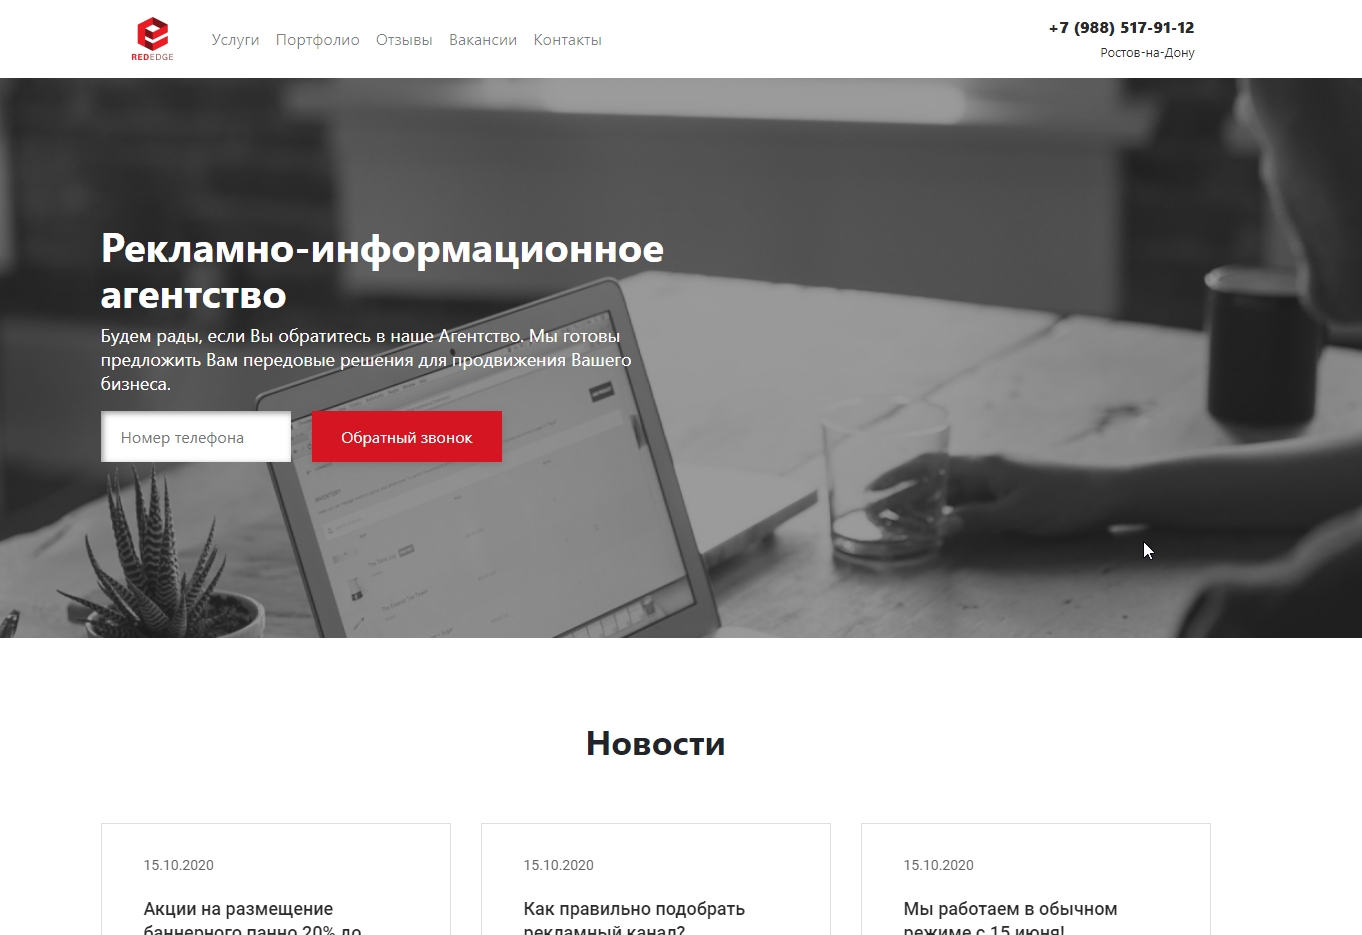 REDEDGE
Услуги Портфолио Отзывы Вакансии Контакты
+7 (988) 517-91-12
Ростов-на-Дону
Рекламно-информационное
агентство
Будем рады, если Вы обратитесь в наше Агентство. Мы готовы
предложить Вам передовые решения для продвижения Вашего
бизнеса.
Номер телефона
Обратный звонок
Новости
15.10.2020
Акции на размещение
баннерного панно 20% до
15.10.2020
Как правильно подобрать
рекламный канал?
15.10.2020
Мы работаем в обычном
режиме с 15 июня!